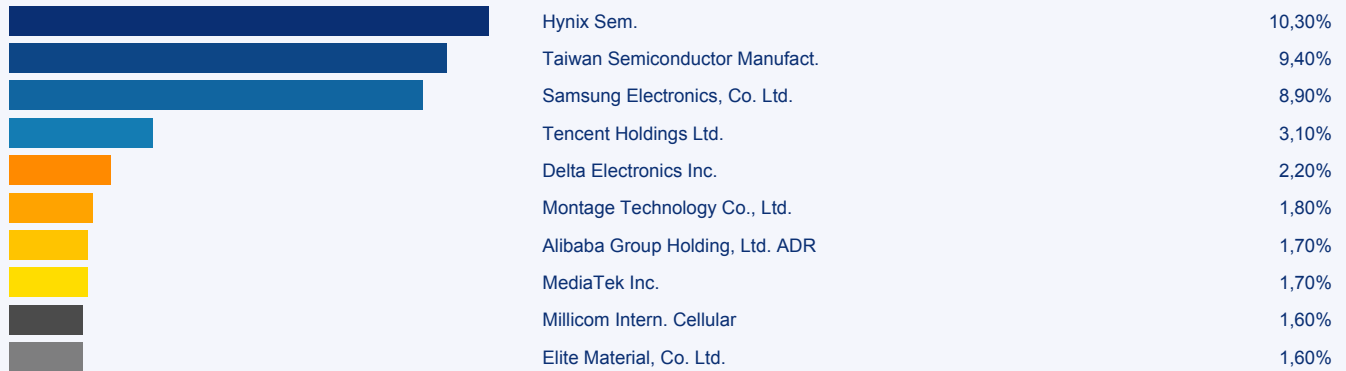 Hynix Sem. 10,30%
Taiwan Semiconductor Manufact. 9,40%
Samsung Electronics, Co. Ltd. 8,90%
Tencent Holdings Ltd. 3,10%
Delta Electronics Inc. 2,20%
Montage Technology Co., Ltd. 1,80%
Alibaba Group Holding, Ltd. ADR 1,70%
MediaTek Inc. 1,70%
Millicom Intern. Cellular 1,60%
Elite Material, Co. Ltd. 1,60%